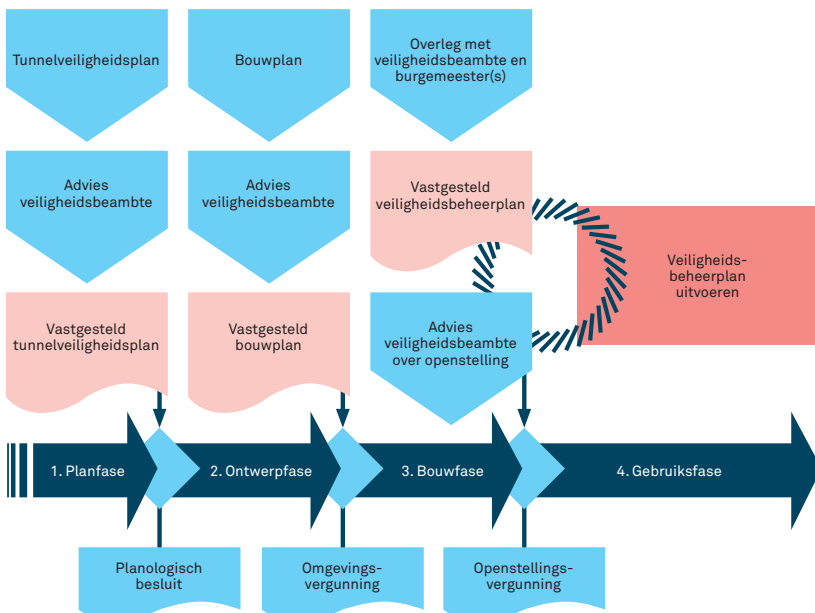 Tunnelveiligheidsplan
Bouwplan
Overleg met
veiligheidsbeambte en
burgemeester(s)
Advies
veiligheidsbeambte
Advies
veiligheidsbeambte
Vastgesteld
veiligheidsbeheerplan
Veiligheids-
beheerplan
uitvoeren
Vastgesteld
tunnelveiligheidsplan
Vastgesteld
bouwplan
Advies
veiligheidsbeambte
over openstelling
1. Planfase
2. Ontwerpfase
3. Bouwfase
4. Gebruiksfase
Planologisch
besluit
Omgevings-
vergunning
Openstellings-
vergunning